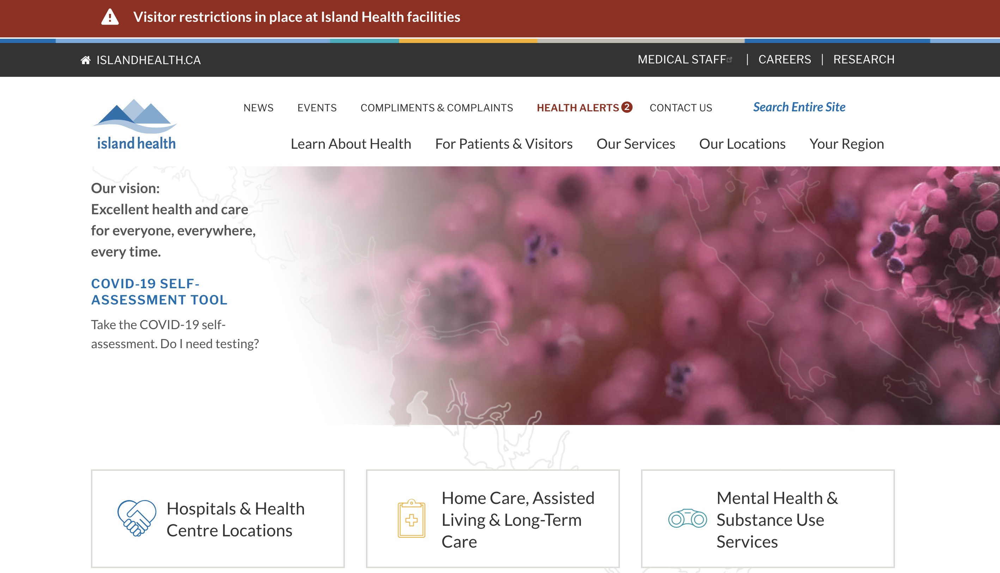 Visitor restrictions in place at Island Health facilities
ISLANDHEALTH.CA
MEDICAL STAFF | CAREERS | RESEARCH
island health
NEWS EVENTS COMPLIMENTS & COMPLAINTS HEALTH ALERTS 2 CONTACT US Search Entire Site
Learn About Health For Patients & Visitors Our Services Our Locations Your Region
Our vision:
Excellent health and care
for everyone, everywhere,
every time.
COVID-19 SELF-
ASSESSMENT TOOL
Take the COVID-19 self-
assessment. Do I need testing?
Hospitals & Health
Centre Locations
Home Care, Assisted
Living & Long-Term
Care
Mental Health &
Substance Use
Services